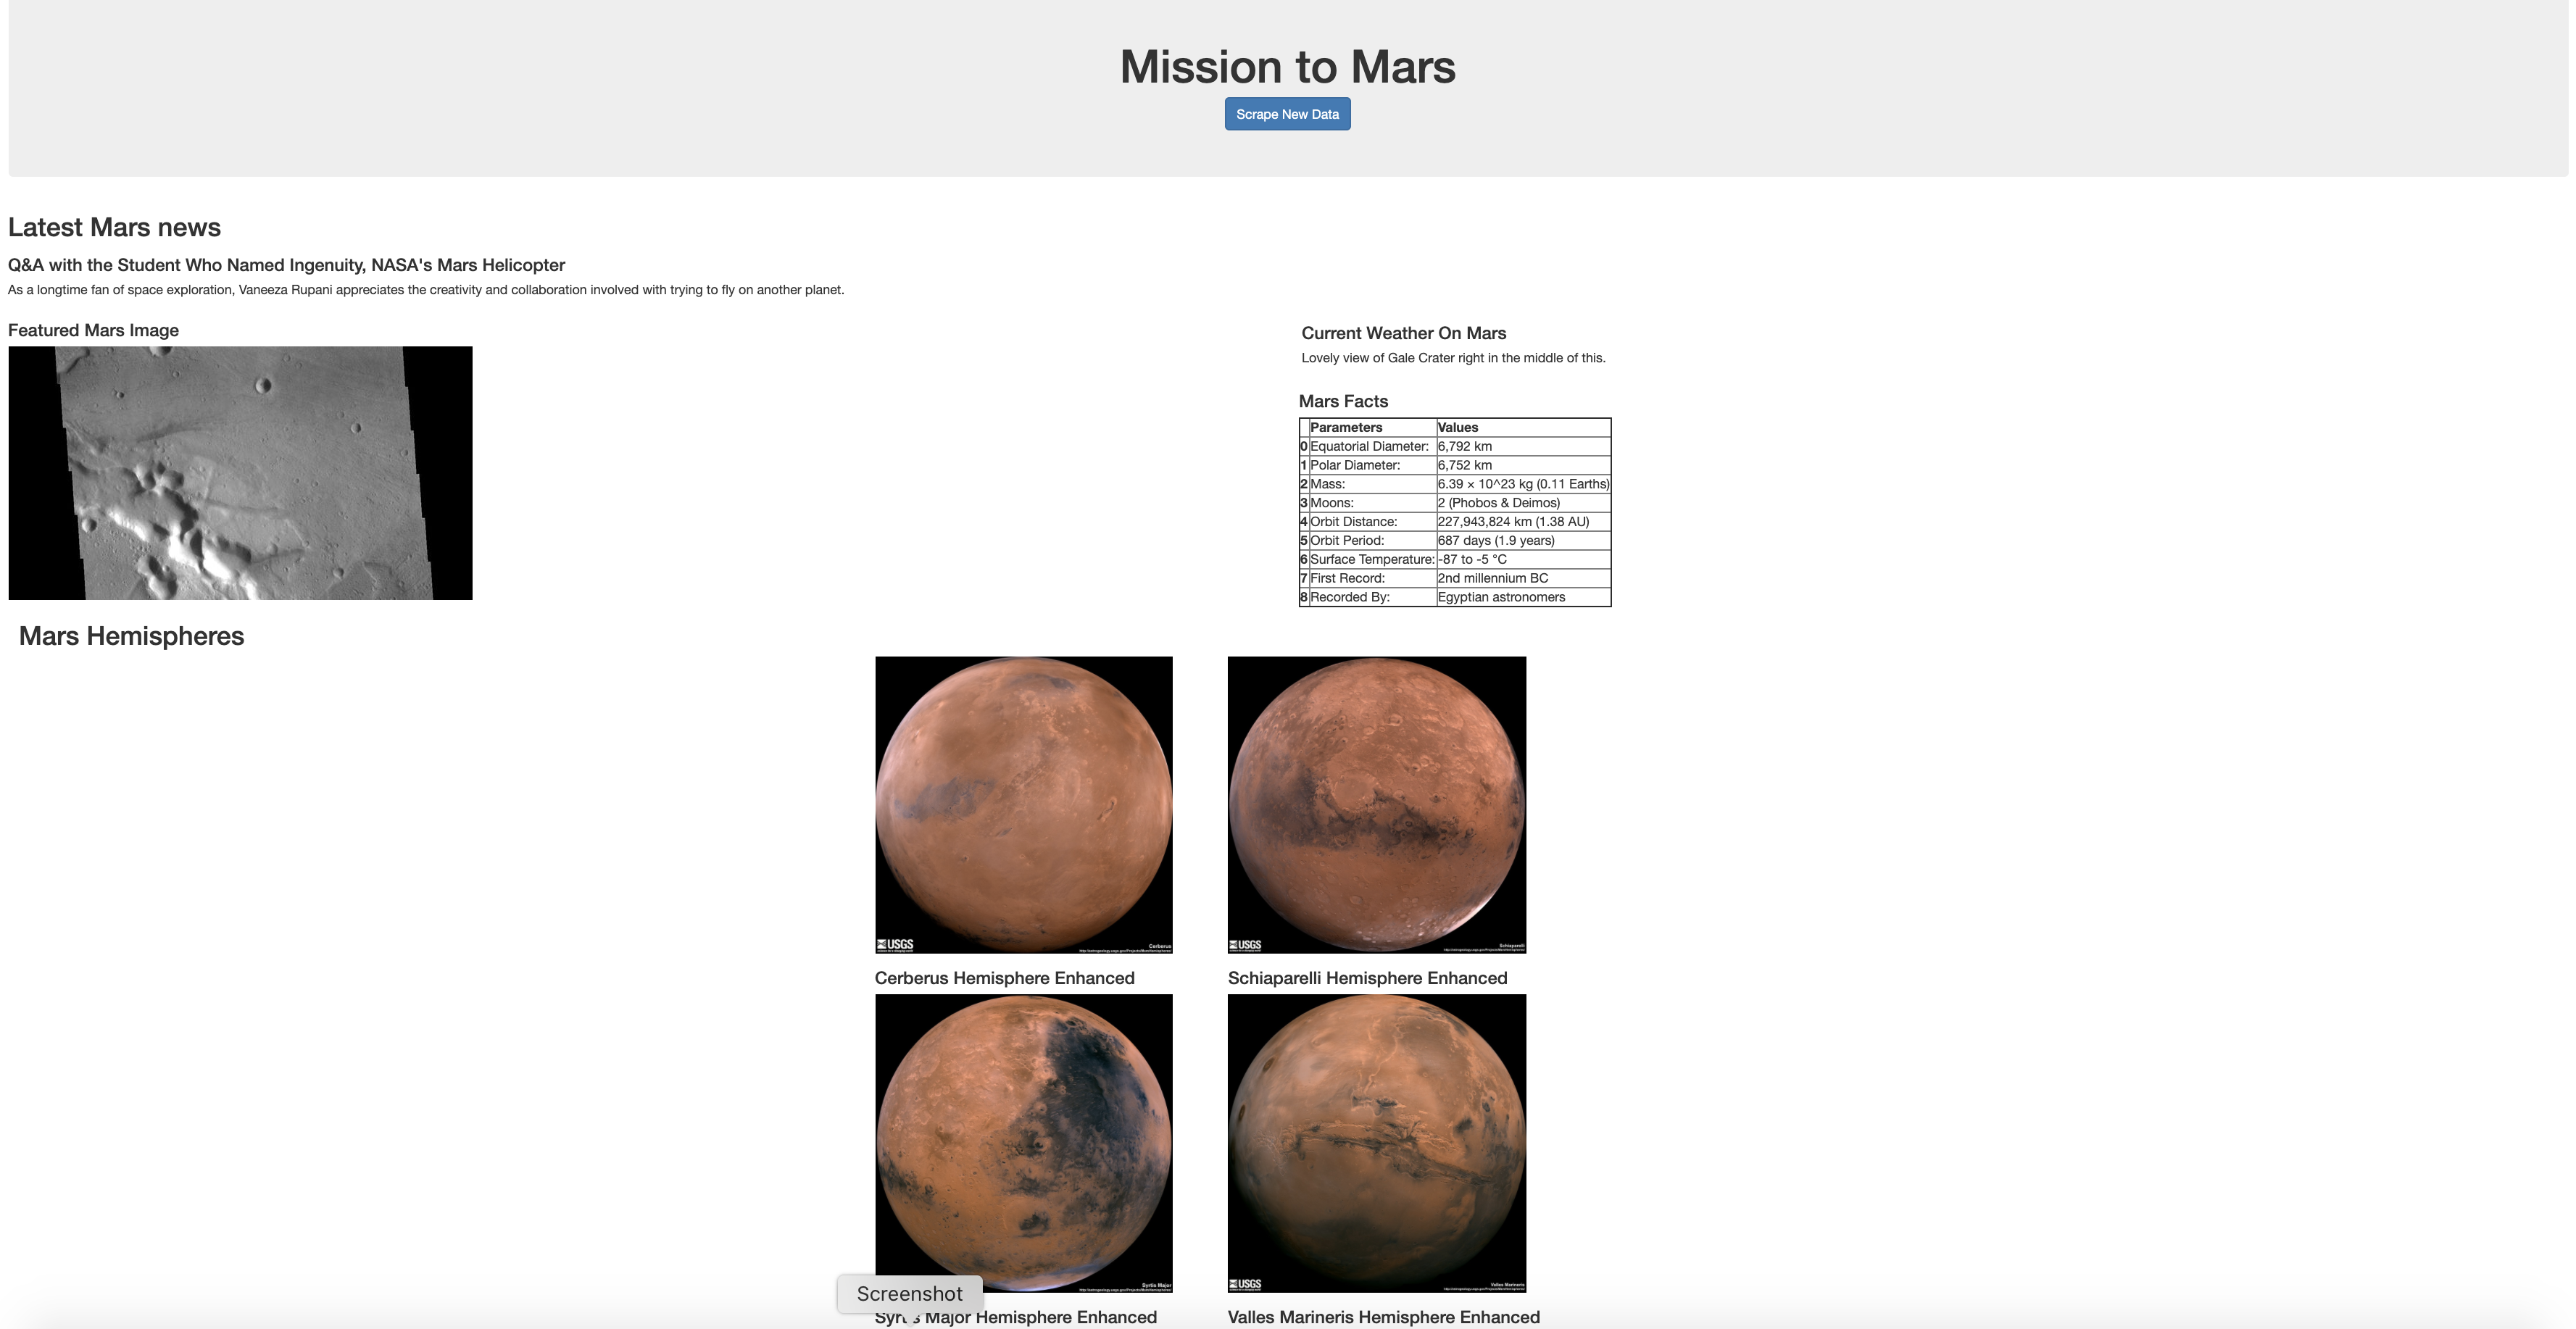 Mission to Mars
Scrape New Data
Latest Mars news
Q&A with the Student Who Named Ingenuity, NASA's Mars Helicopter
As a longtime fan of space exploration, Vaneeza Rupani appreciates the creativity and collaboration involved with trying to fly on another planet.
Featured Mars Image
Current Weather On Mars
Lovely view of Gale Crater right in the middle of this.
Mars Facts
Parameters Values
0 Equatorial Diameter: 6,792 km
1 Polar Diameter: 6,752 km
2 Mass: 6.39 × 10^23 kg (0.11 Earths)
3 Moons: 2 (Phobos & Deimos)
4 Orbit Distance: 227,943,824 km (1.38 AU)
5 Orbit Period: 687 days (1.9 years)
6 Surface Temperature: -87 to -5 °C
7 First Record: 2nd millennium BC
8 Recorded By: Egyptian astronomers
Mars Hemispheres
USGS
Cerberus
USGS
Schiaparelli
Cerberus Hemisphere Enhanced
Schiaparelli Hemisphere Enhanced
Syrtis Major
USGS
Valles Marineris
Screenshot
Syrtis Major Hemisphere Enhanced
Valles Marineris Hemisphere Enhanced